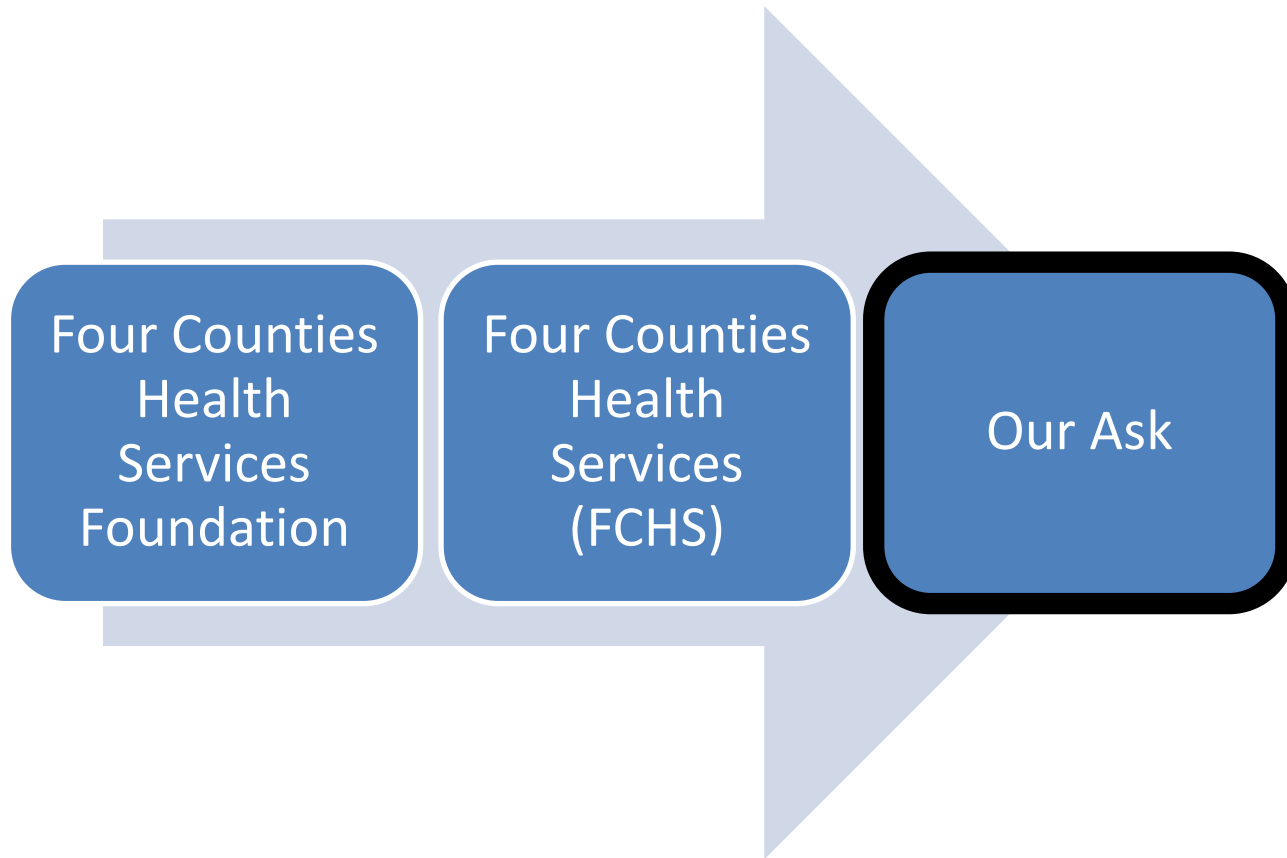 Four Counties
Health
Services
Foundation
Four Counties
Health
Services
(FCHS)
Our Ask